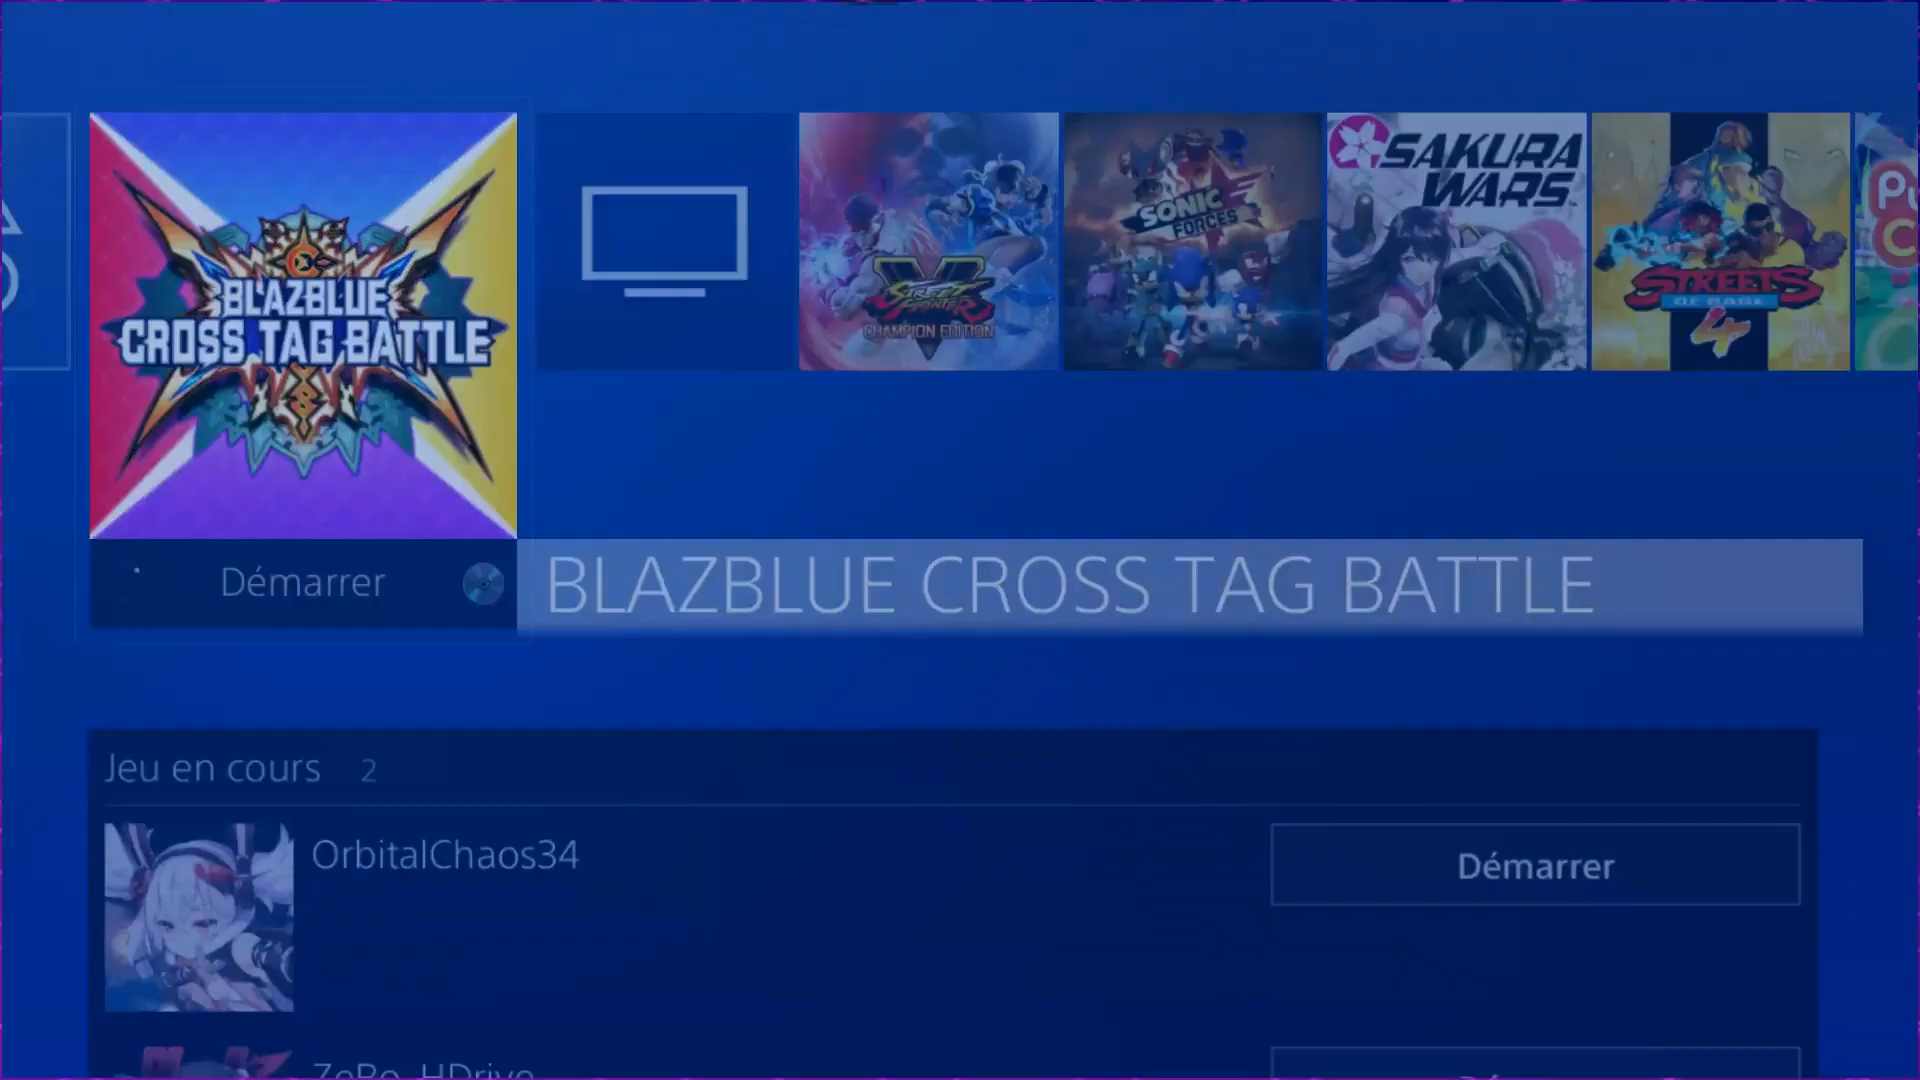 BLAZBLUE
CROSS TAG BATTLE
V
STREET
FIGHTER
CHAMPION EDITION
SONIC
FORCES
SAKURA
WARS
STREETS
OF RAGE
4
Démarrer
BLAZBLUE CROSS TAG BATTLE
Jeu en cours 2
OrbitalChaos34
Démarrer
ZeRo_HDrive